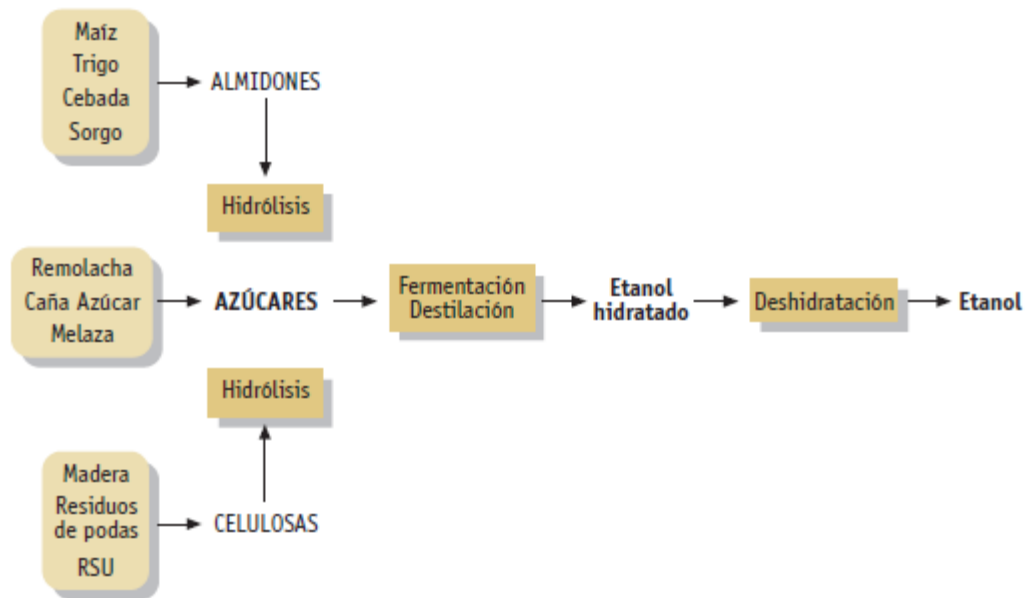 Maíz
Trigo
Cebada
Sorgo
ALMIDONES
Hidrólisis
Remolacha
Caña Azúcar
Melaza
AZÚCARES
Fermentación
Destilación
Etanol
hidratado
Deshidratación
Etanol
Hidrólisis
Madera
Residuos
de podas
RSU
CELULOSAS